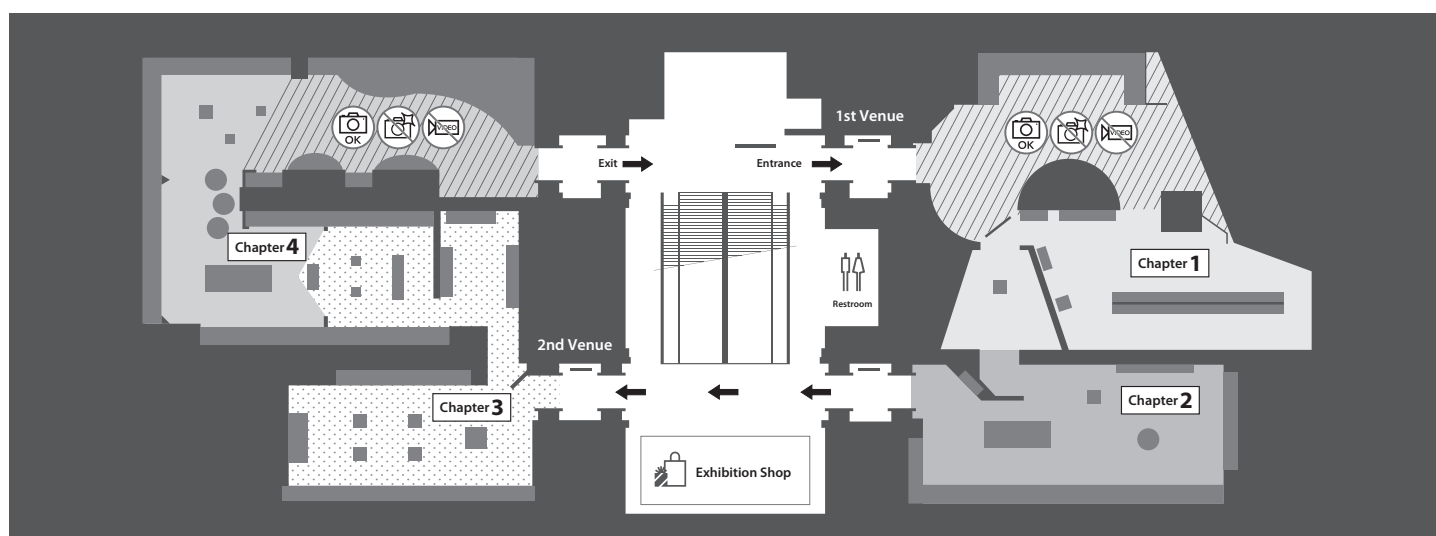 1st Venue
OK
VIDEO
OK
VIDEO
Exit
Entrance
Chapter 4
Chapter 1
Restroom
2nd Venue
Chapter 3
Chapter 2
Exhibition Shop